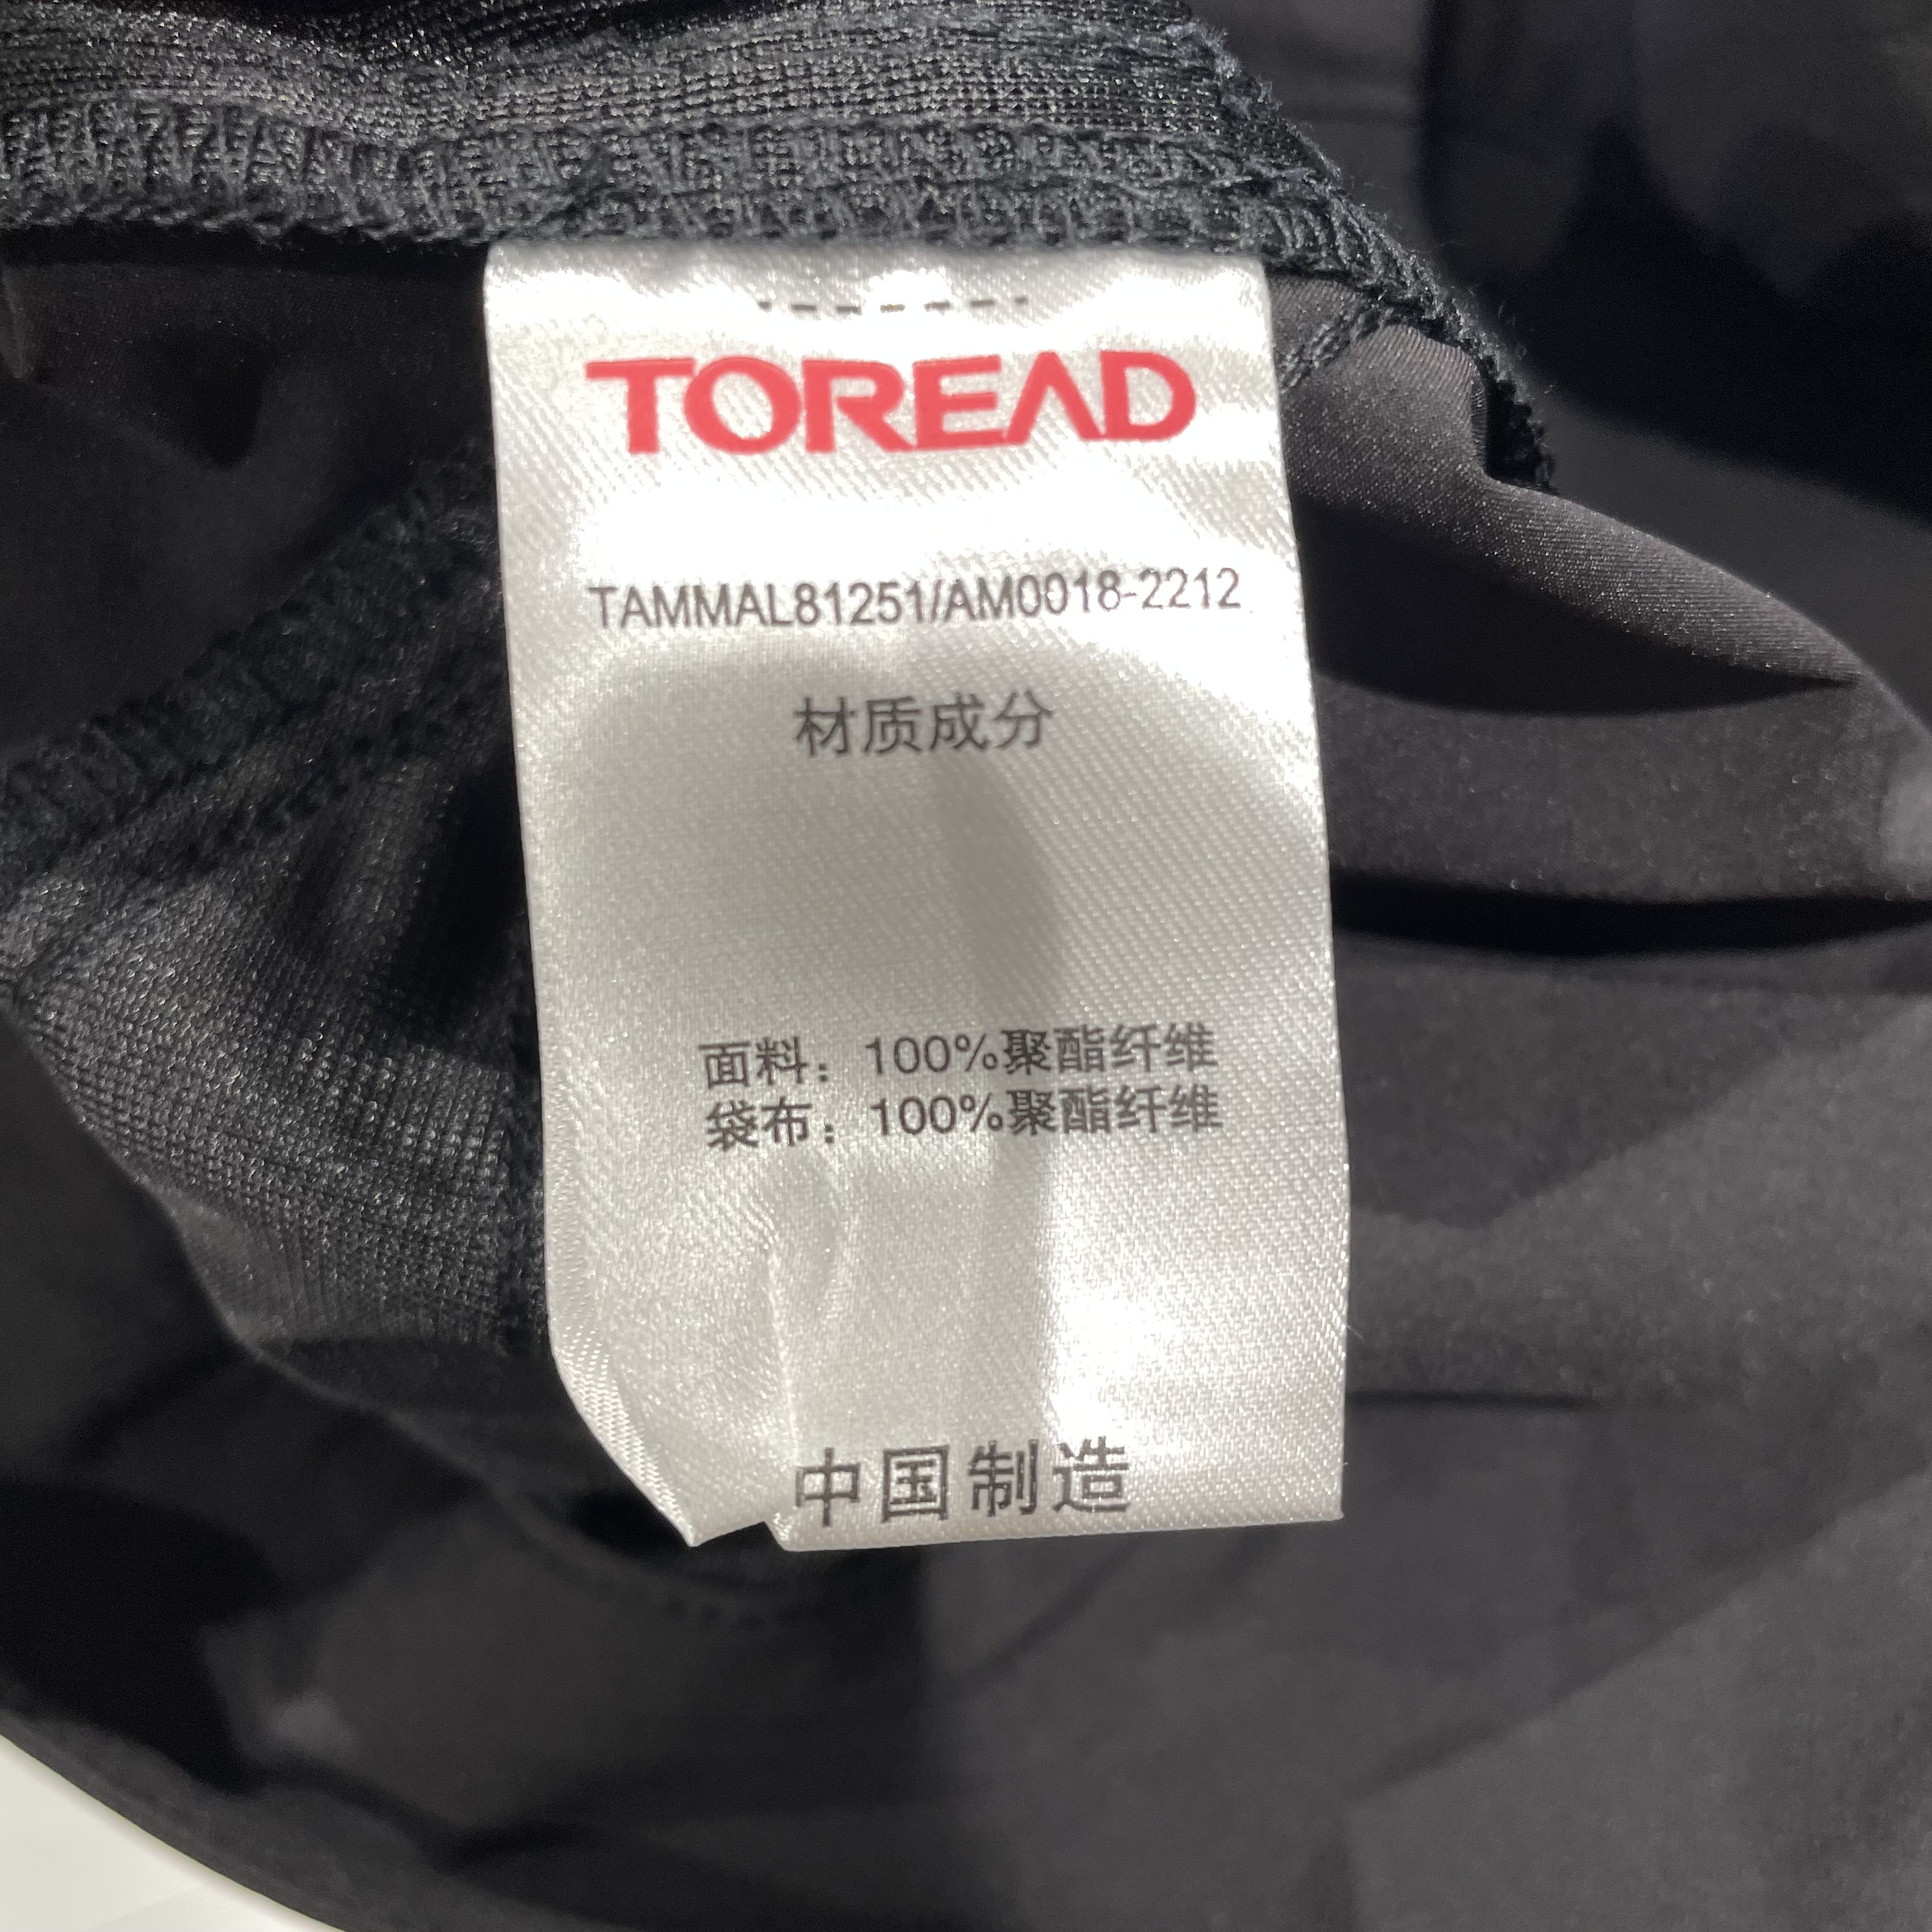 TOREAD
TAMMAL81251/AM0018-2212
材质成分
面料：100%聚酯纤维
袋布：100%聚酯纤维
中国制造